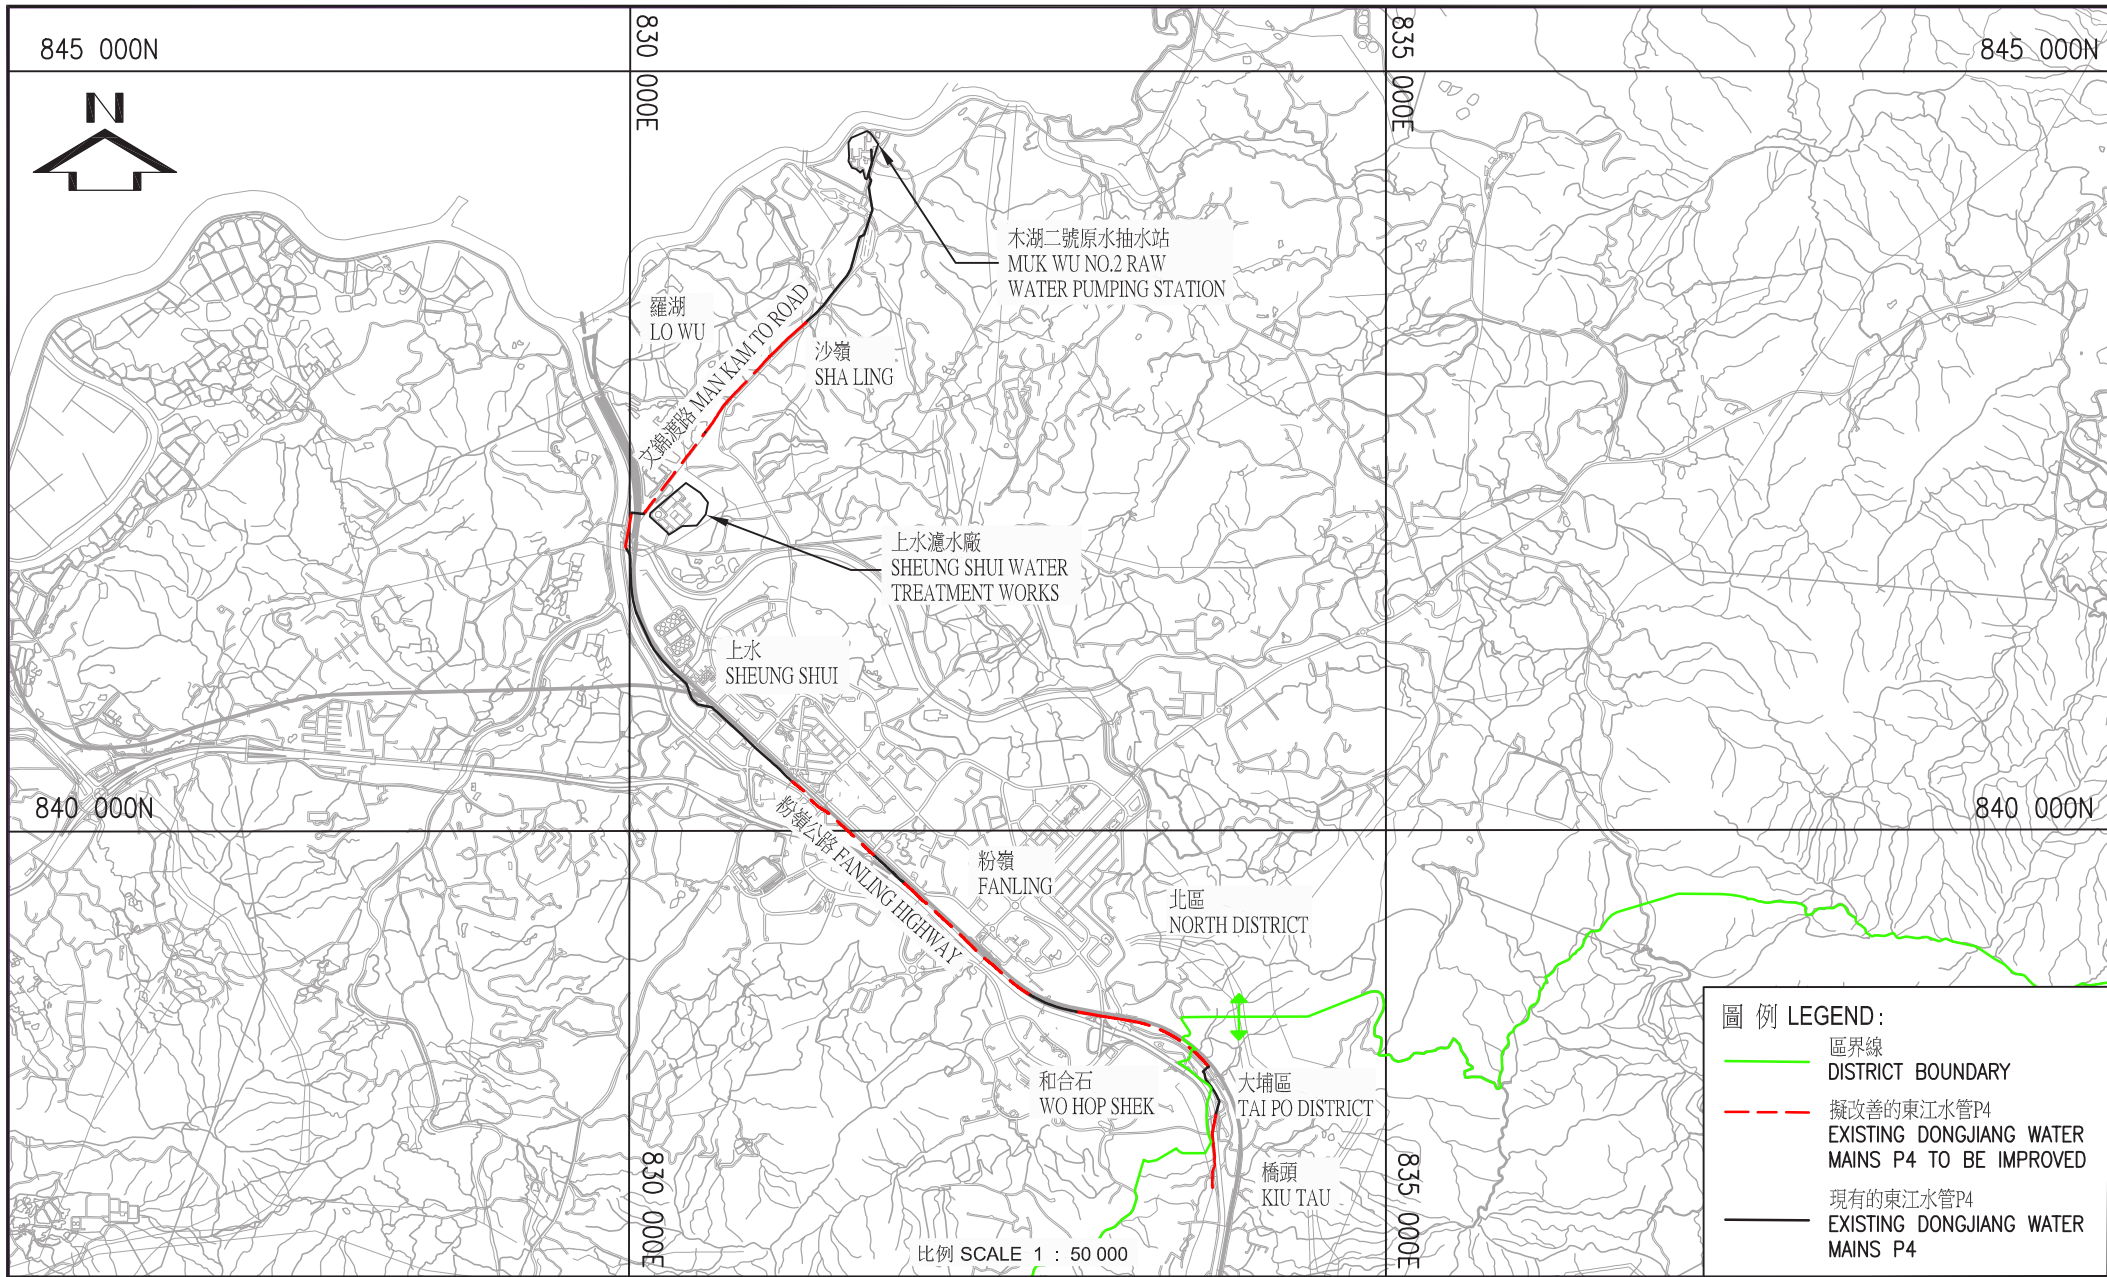 845 000N
830 000E
835 000E
845 000N
N
木湖二號原水抽水站
MUK WU NO.2 RAW
WATER PUMPING STATION
羅湖
LO WU
文錦渡路 MAN KAM TO ROAD
沙嶺
SHA LING
上水濾水廠
SHEUNG SHUI WATER
TREATMENT WORKS
上水
SHEUNG SHUI
840 000N
840 000N
粉嶺公路 FANLING HIGHWAY
粉嶺
FANLING
北區
NORTH DISTRICT
和合石
WO HOP SHEK
大埔區
TAI PO DISTRICT
橋頭
KIU TAU
830 000E
835 000E
比例 SCALE 1 : 50 000
圖 例 LEGEND:
區界線
DISTRICT BOUNDARY
擬改善的東江水管P4
EXISTING DONGJIANG WATER
MAINS P4 TO BE IMPROVED
現有的東江水管P4
EXISTING DONGJIANG WATER
MAINS P4